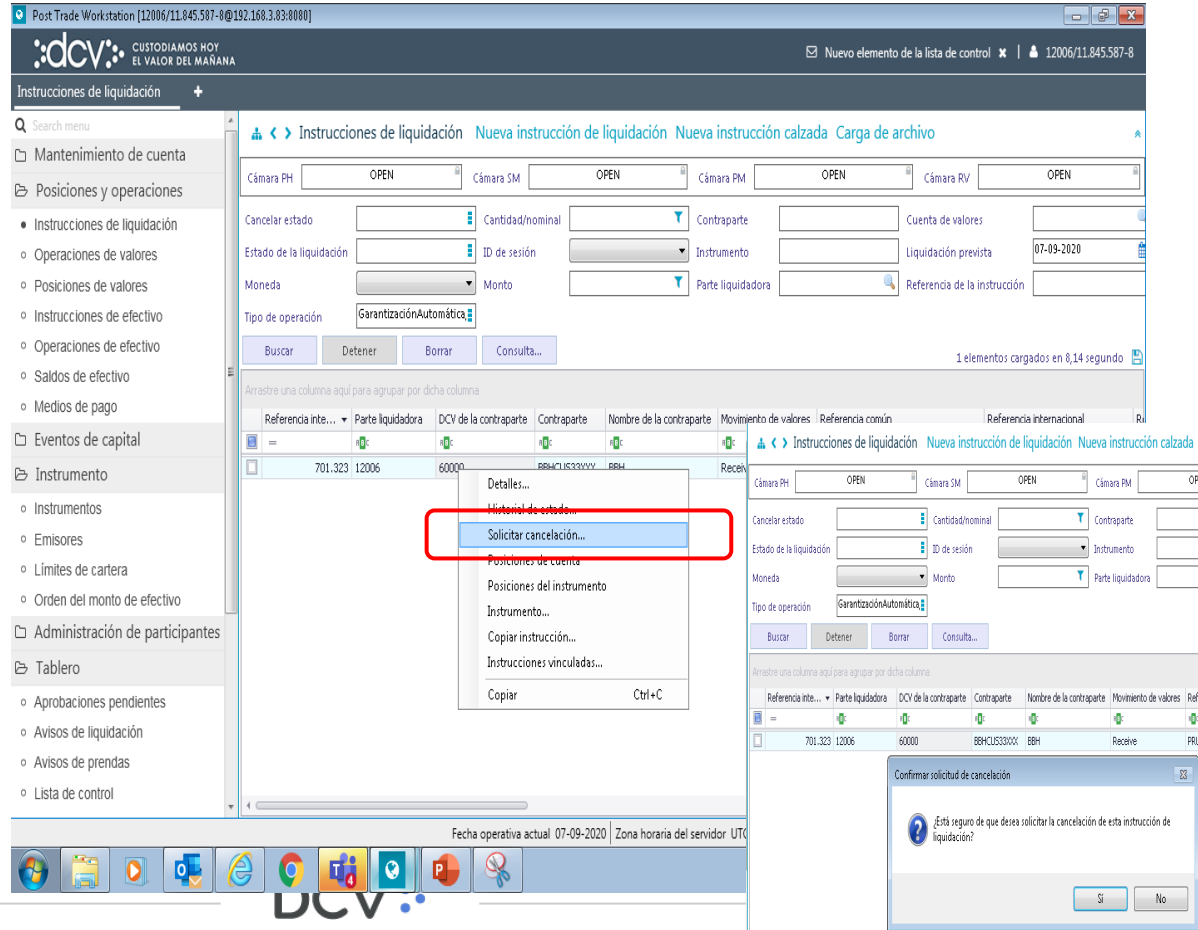 Post Trade Workstation [12006/11.845.587-8@192.168.3.83:8080]
dcv CUSTODIAMOS HOY
EL VALOR DEL MAÑANA
Nuevo elemento de la lista de control ✖ | 12006/11.845.587-8
Instrucciones de liquidación +
Search menu
Mantenimiento de cuenta
Posiciones y operaciones
Instrucciones de liquidación
Operaciones de valores
Posiciones de valores
Instrucciones de efectivo
Operaciones de efectivo
Saldos de efectivo
Medios de pago
Eventos de capital
Instrumento
Instrumentos
Emisores
Límites de cartera
Orden del monto de efectivo
Administración de participantes
Tablero
Aprobaciones pendientes
Avisos de liquidación
Avisos de prendas
Lista de control
Instrucciones de liquidación Nueva instrucción de liquidación Nueva instrucción calzada Carga de archivo
Cámara PH OPEN Cámara SM OPEN Cámara PM OPEN Cámara RV OPEN
Cancelar estado Cantidad/nominal Contraparte Cuenta de valores
Estado de la liquidación ID de sesión Instrumento Liquidación prevista 07-09-2020
Moneda Monto Parte liquidadora Referencia de la instrucción
Tipo de operación GarantizaciónAutomática,
Buscar Detener Borrar Consulta...
1 elementos cargados en 8,14 segundo
Arrastre una columna aquí para agrupar por dicha columna
Referencia inte... Parte liquidadora DCV de la contraparte Contraparte Nombre de la contraparte Movimiento de valores Referencia común Referencia internacional
=
701.323 12006 60000 BBHCUS33XXX BBH Receiv
Detalles...
Historial de estado...
Solicitar cancelación...
Posiciones de cuenta
Posiciones del instrumento
Instrumento...
Copiar instrucción...
Instrucciones vinculadas...
Copiar Ctrl+C
Fecha operativa actual 07-09-2020 Zona horaria del servidor UTC
4
DCV
Instrucciones de liquidación Nueva instrucción de liquidación Nueva instrucción calzada
Cámara PH OPEN Cámara SM OPEN Cámara PM OP
Cancelar estado Cantidad/nominal Contraparte
Estado de la liquidación ID de sesión Instrumento
Moneda Monto Parte liquidadora
Tipo de operación GarantizaciónAutomática,
Buscar Detener Borrar Consulta...
Arrastre una columna aquí para agrupar por dicha columna
Referencia inte... Parte liquidadora DCV de la contraparte Contraparte Nombre de la contraparte Movimiento de valores Ref
=
701.323 12006 60000 BBHCUS33XXX BBH Receive PRU
Confirmar solicitud de cancelación
¿Está seguro de que desea solicitar la cancelación de esta instrucción de
liquidación?
Sí No